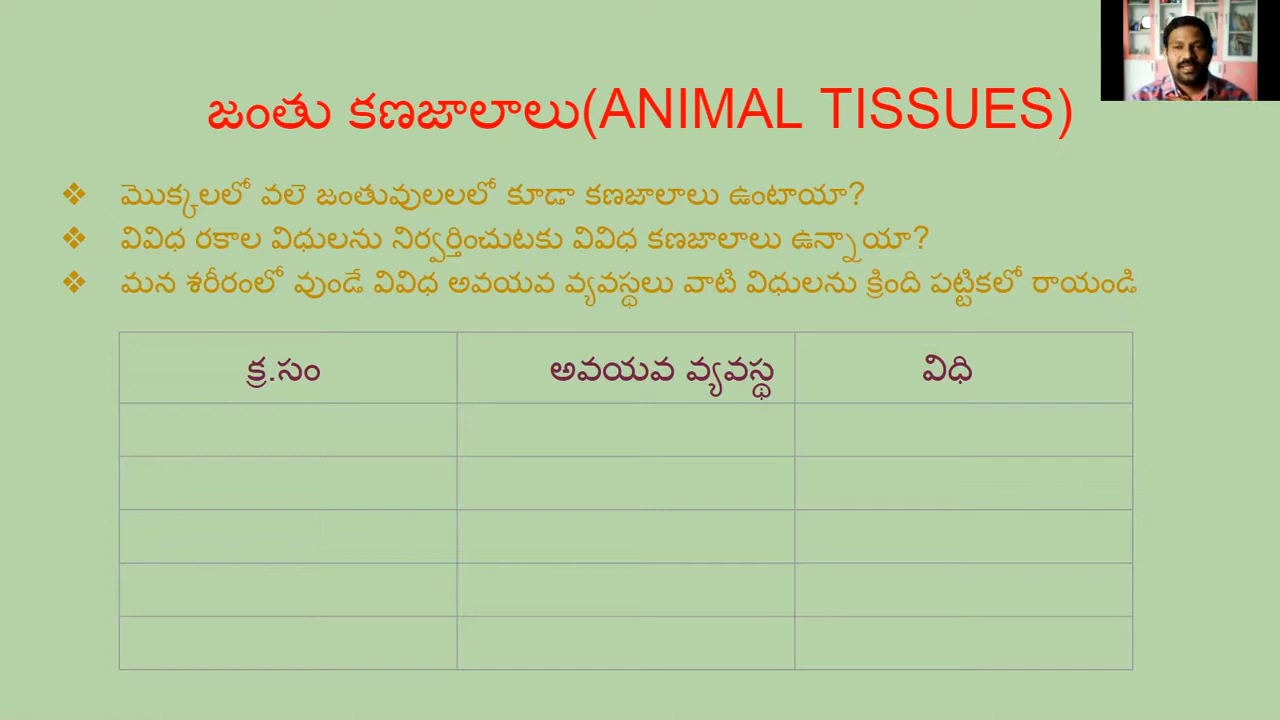 జంతు కణజాలాలు(ANIMAL TISSUES)
❖ మొక్కలలో వలె జంతువులలలో కూడా కణజాలాలు ఉంటాయా?
❖ వివిధ రకాల విధులను నిర్వర్తించుటకు వివిధ కణజాలాలు ఉన్నాయా?
❖ మన శరీరంలో వుండే వివిధ అవయవ వ్యవస్థలు వాటి విధులను క్రింది పట్టికలో రాయండి
క్ర.సం అవయవ వ్యవస్థ విధి